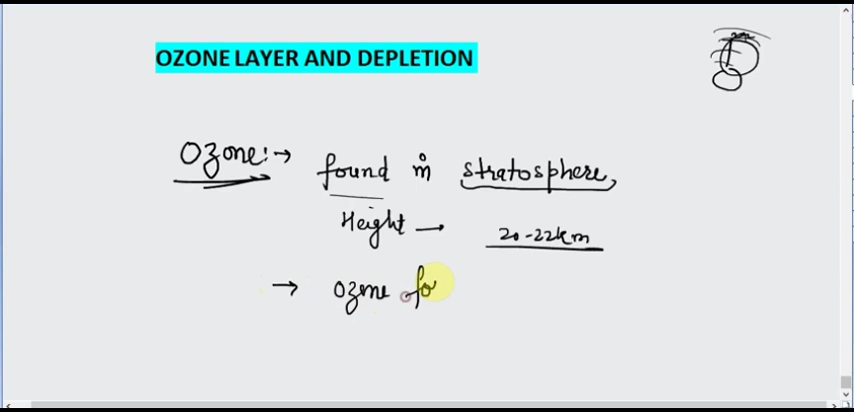 OZONE LAYER AND DEPLETION
Ozone:→ found in stratosphere,
Height → 20-22km
→ Ozone fo